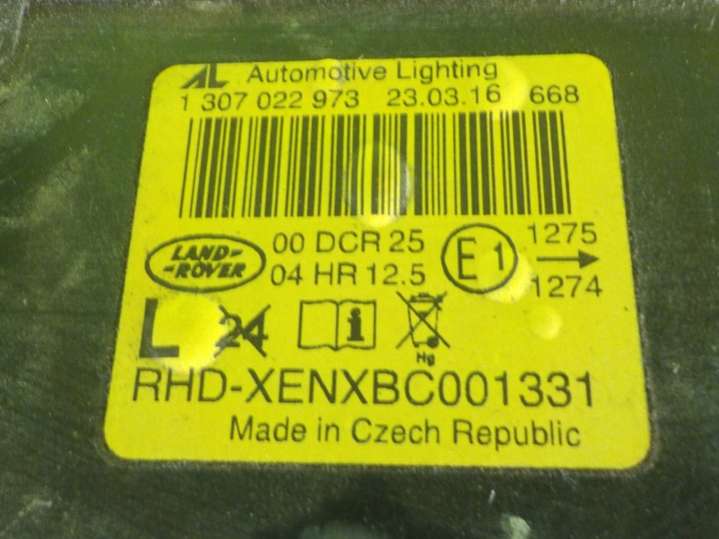 AL Automotive Lighting
1 307 022 973 23.03.16 668
LAND-
-ROVER
00 DCR 25
04 HR 12.5
E1
1275
1274
L 24 i Hg
RHD-XENXBC001331
Made in Czech Republic